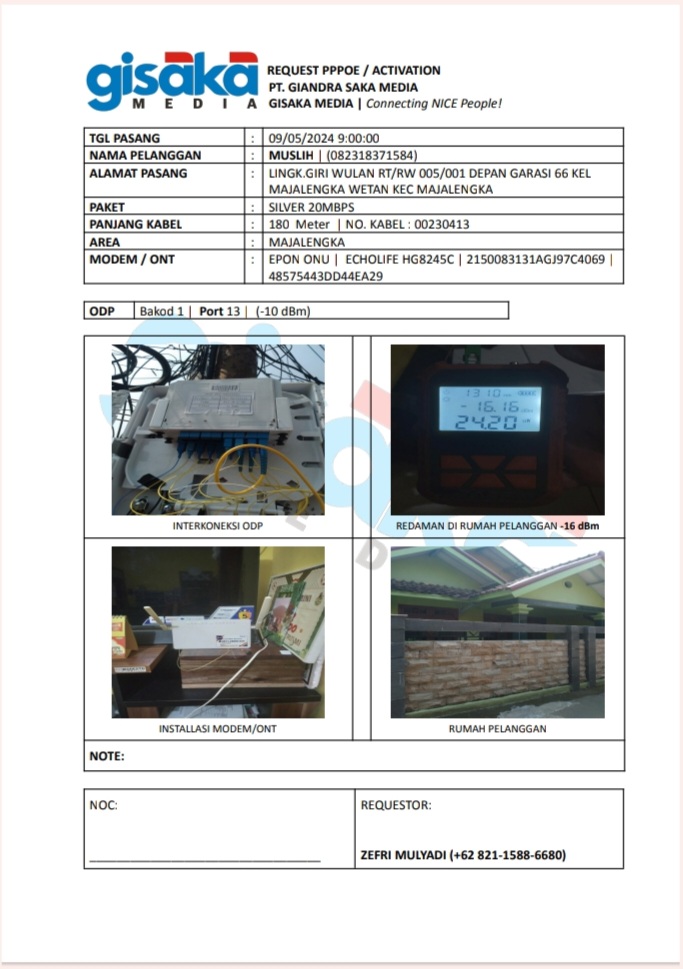 gisaka
MEDIA
REQUEST PPPOE / ACTIVATION
PT. GIANDRA SAKA MEDIA
GISAKA MEDIA | Connecting NICE People!
TGL PASANG : 09/05/2024 9:00:00
NAMA PELANGGAN : MUSLIH | (082318371584)
ALAMAT PASANG : LINGK.GIRI WULAN RT/RW 005/001 DEPAN GARASI 66 KEL
MAJALENGKA WETAN KEC MAJALENGKA
PAKET : SILVER 20MBPS
PANJANG KABEL : 180 Meter | NO. KABEL : 00230413
AREA : MAJALENGKA
MODEM / ONT : EPON ONU | ECHOLIFE HG8245C | 2150083131AGJ97C4069 |
48575443DD44EA29
ODP Bakod 1 | Port 13 | (-10 dBm)
1310
-16.16
24.20
INTERKONEKSI ODP
REDAMAN DI RUMAH PELANGGAN -16 dBm
INSTALLASI MODEM/ONT
RUMAH PELANGGAN
NOTE:
NOC:
REQUESTOR:
ZEFRI MULYADI (+62 821-1588-6680)